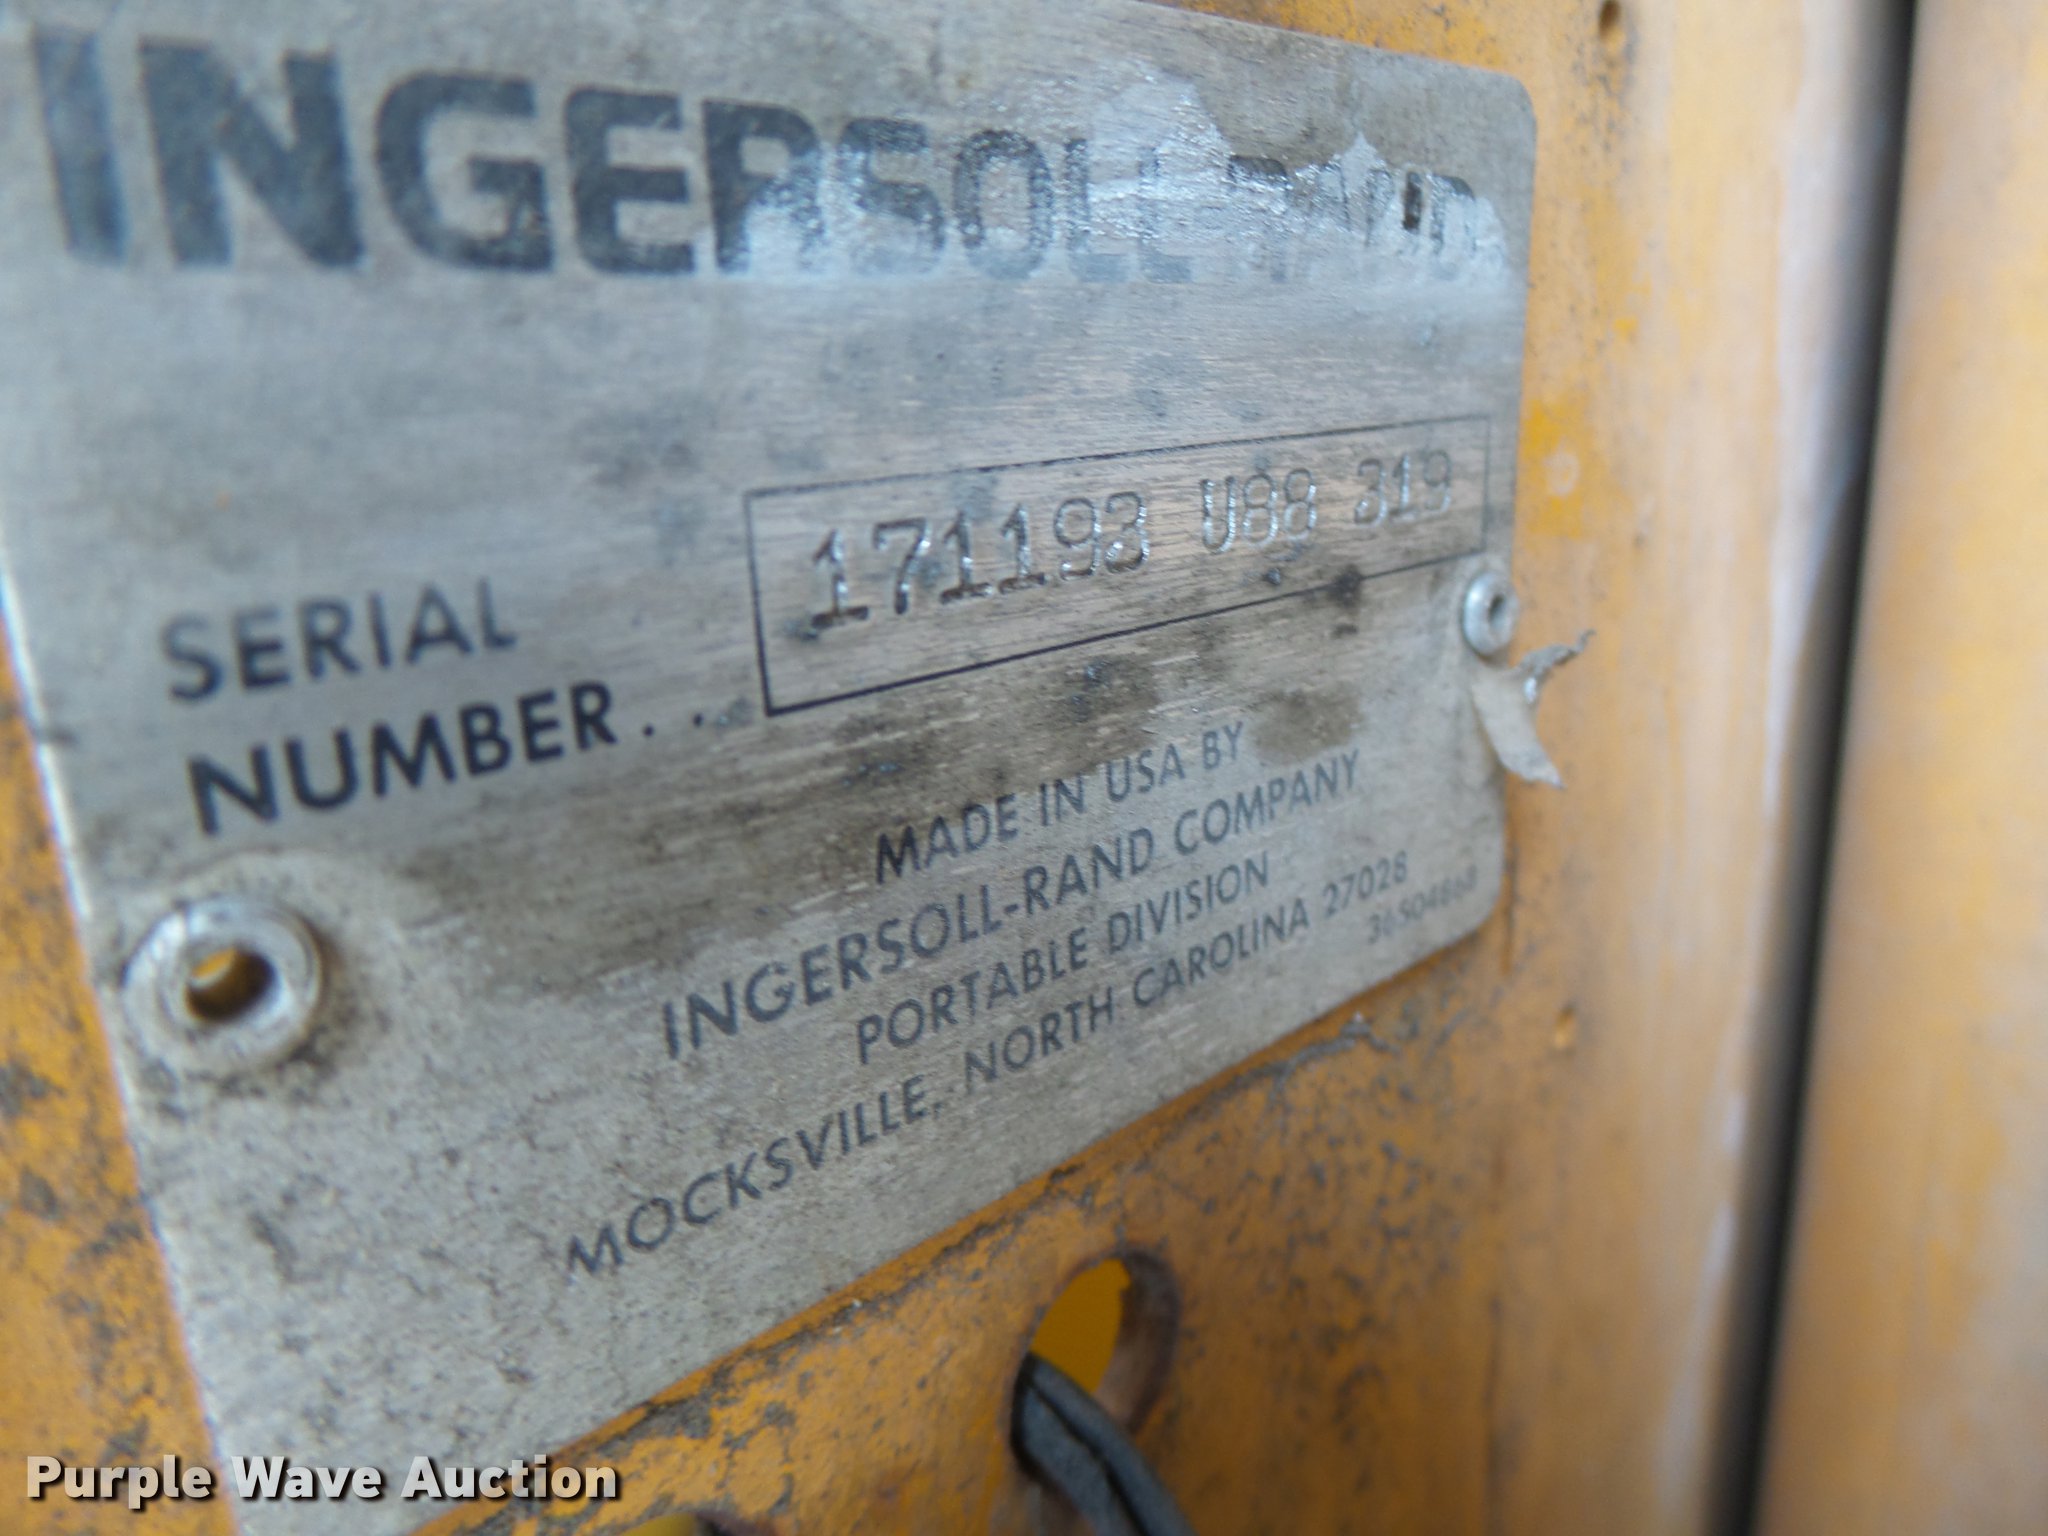 INGERSOLL-RAND
171193 U88 319
SERIAL
NUMBER . .
MADE IN USA BY
INGERSOLL-RAND COMPANY
PORTABLE DIVISION
MOCKSVILLE, NORTH CAROLINA 27028
Purple Wave Auction